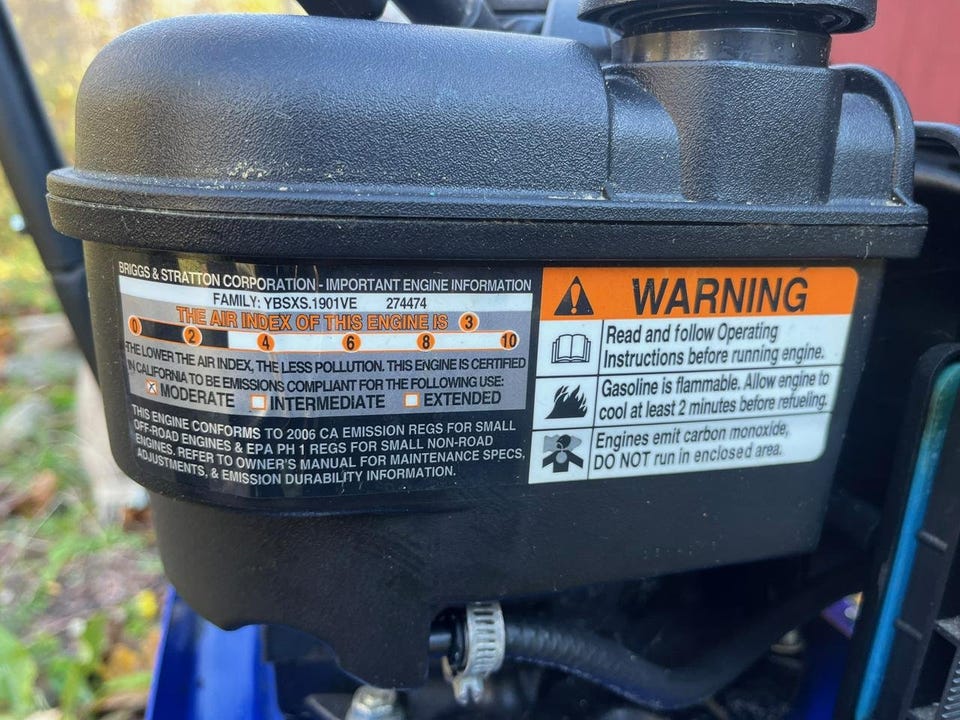 BRIGGS & STRATTON CORPORATION - IMPORTANT ENGINE INFORMATION
FAMILY: YBSXS.1901VE 274474
THE AIR INDEX OF THIS ENGINE IS 3
0 2 4 6 8 10
THE LOWER THE AIR INDEX, THE LESS POLLUTION. THIS ENGINE IS CERTIFIED
IN CALIFORNIA TO BE EMISSIONS COMPLIANT FOR THE FOLLOWING USE:
MODERATE INTERMEDIATE EXTENDED
THIS ENGINE CONFORMS TO 2006 CA EMISSION REGS FOR SMALL
OFF-ROAD ENGINES & EPA PH 1 REGS FOR SMALL NON-ROAD
ENGINES. REFER TO OWNER'S MANUAL FOR MAINTENANCE SPECS,
ADJUSTMENTS, & EMISSION DURABILITY INFORMATION.
WARNING
Read and follow Operating
Instructions before running engine.
Gasoline is flammable. Allow engine to
cool at least 2 minutes before refueling.
Engines emit carbon monoxide,
DO NOT run in enclosed area.